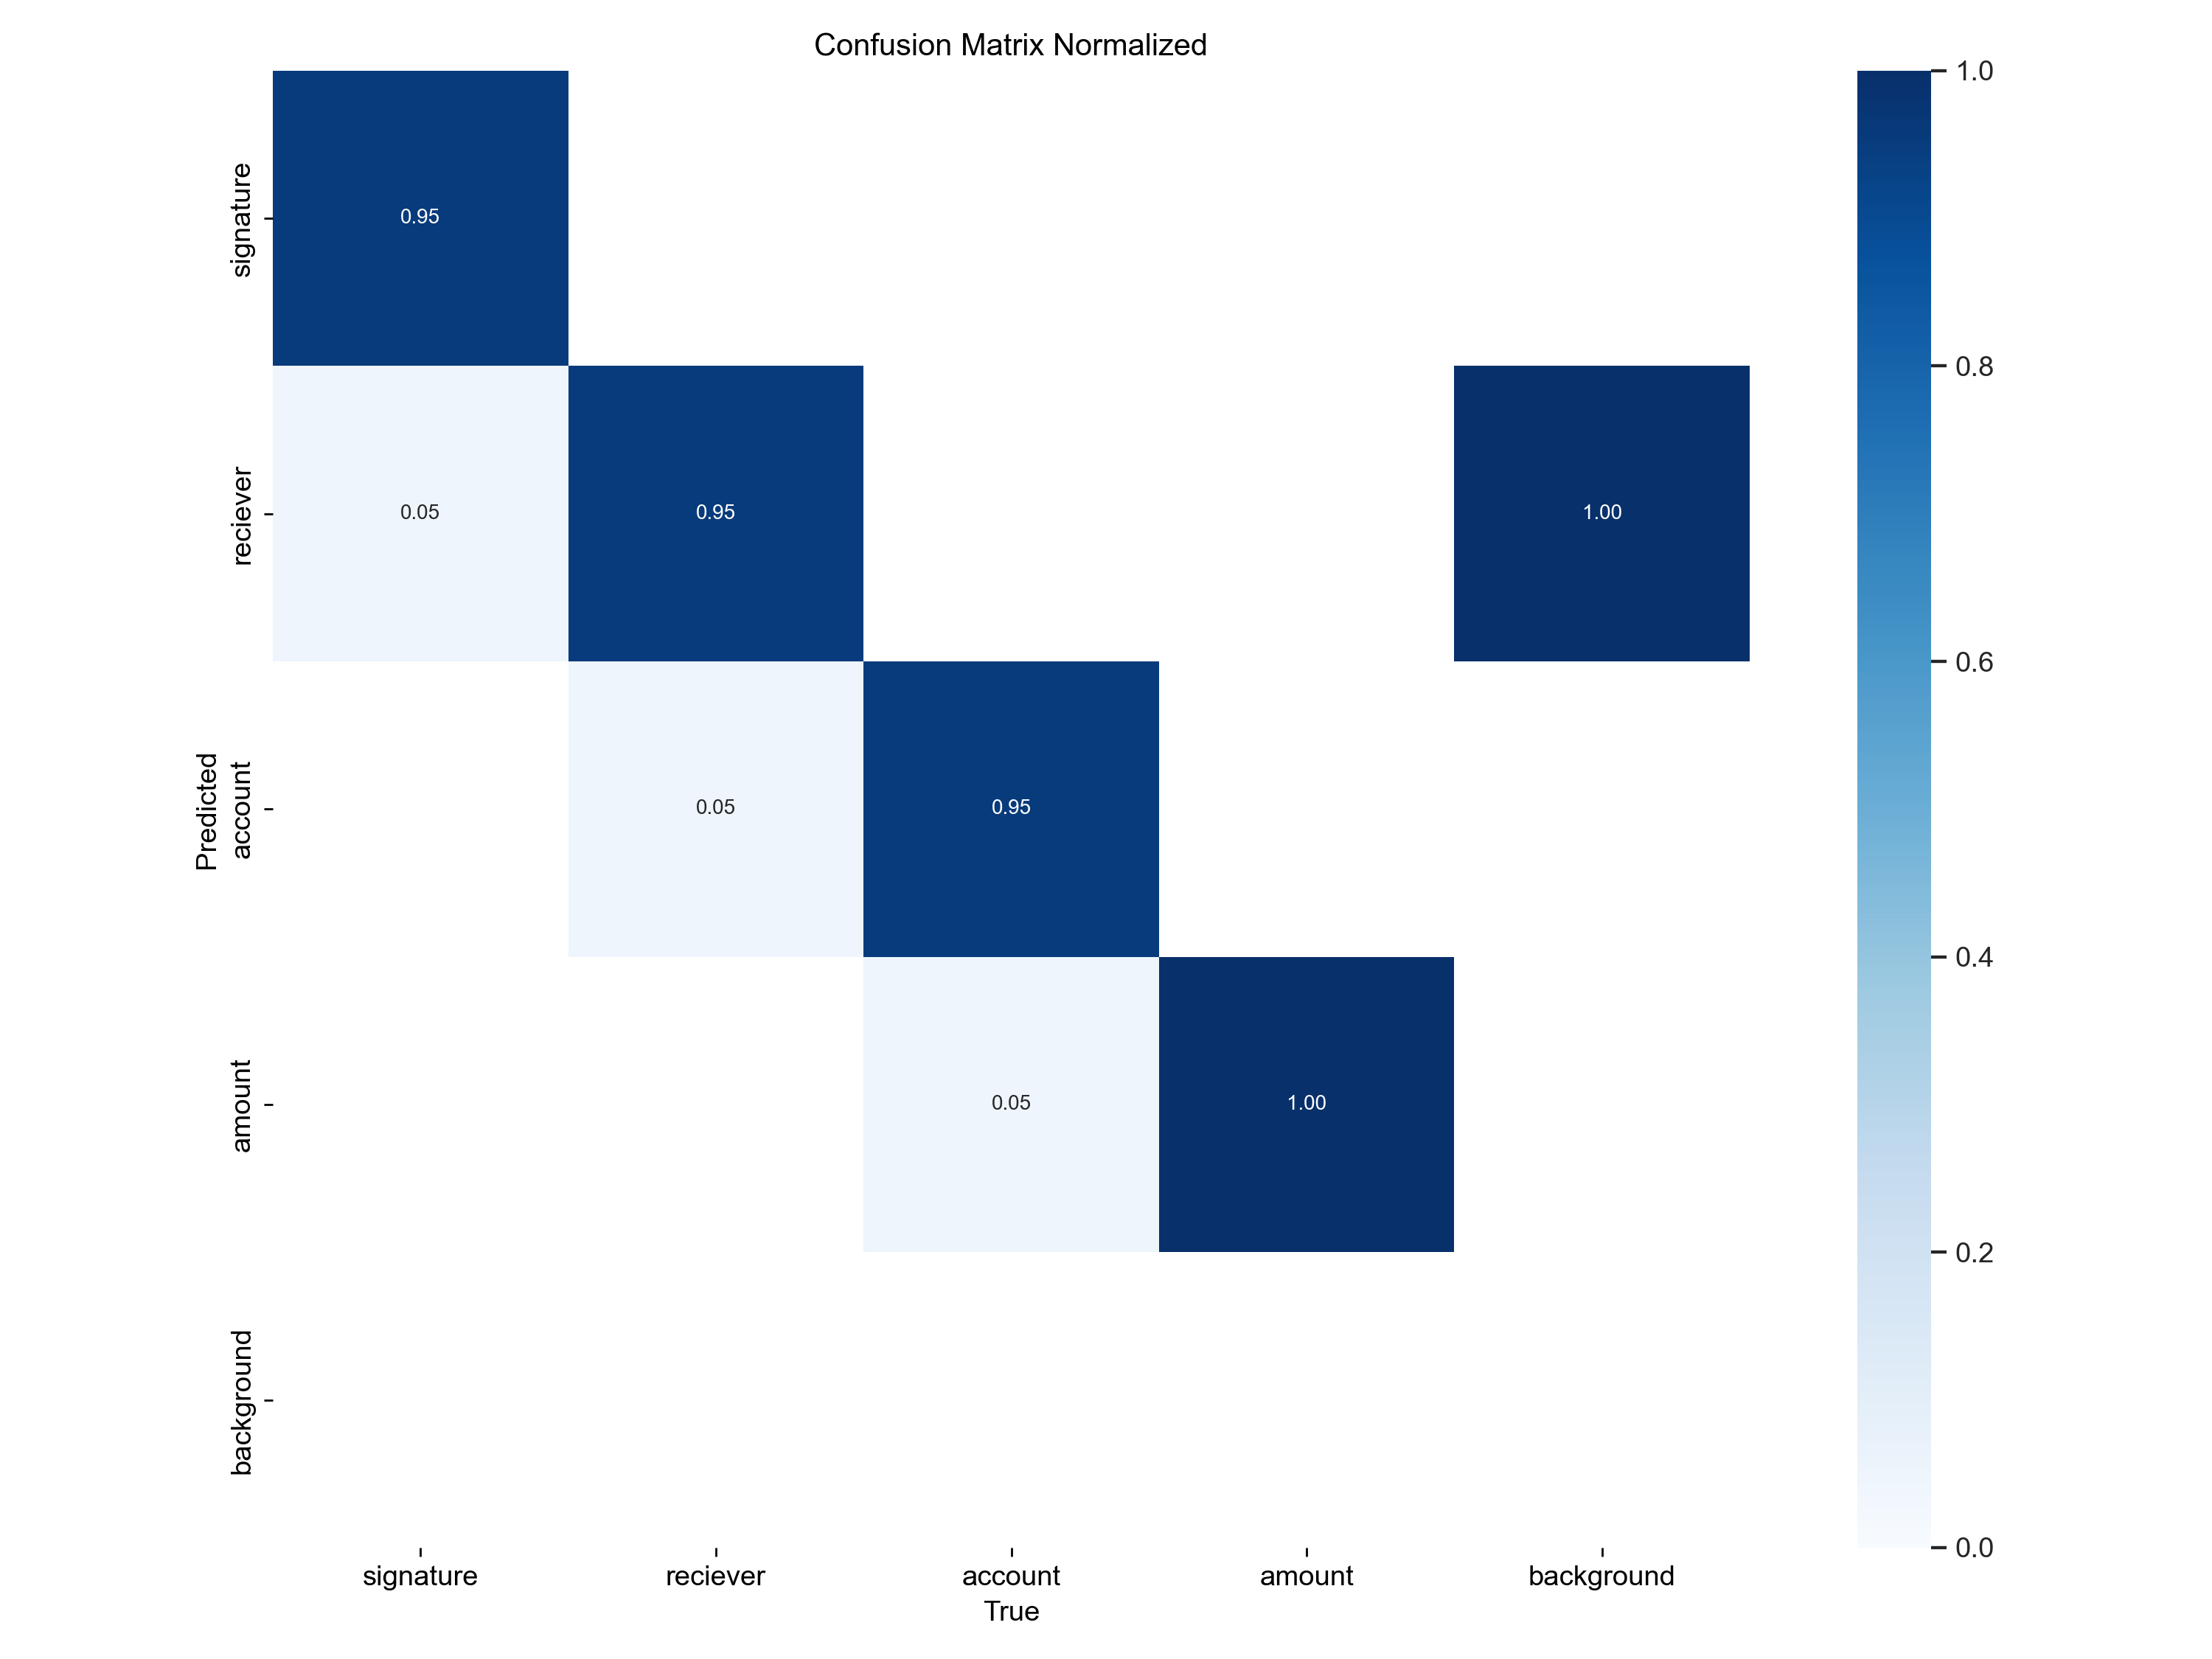 Confusion Matrix Normalized
1.0
signature
0.95
0.8
reciever
0.05 0.95 1.00
0.6
Predicted
account
0.05 0.95
0.4
amount
0.05 1.00
0.2
background
0.0
signature reciever account amount background
True